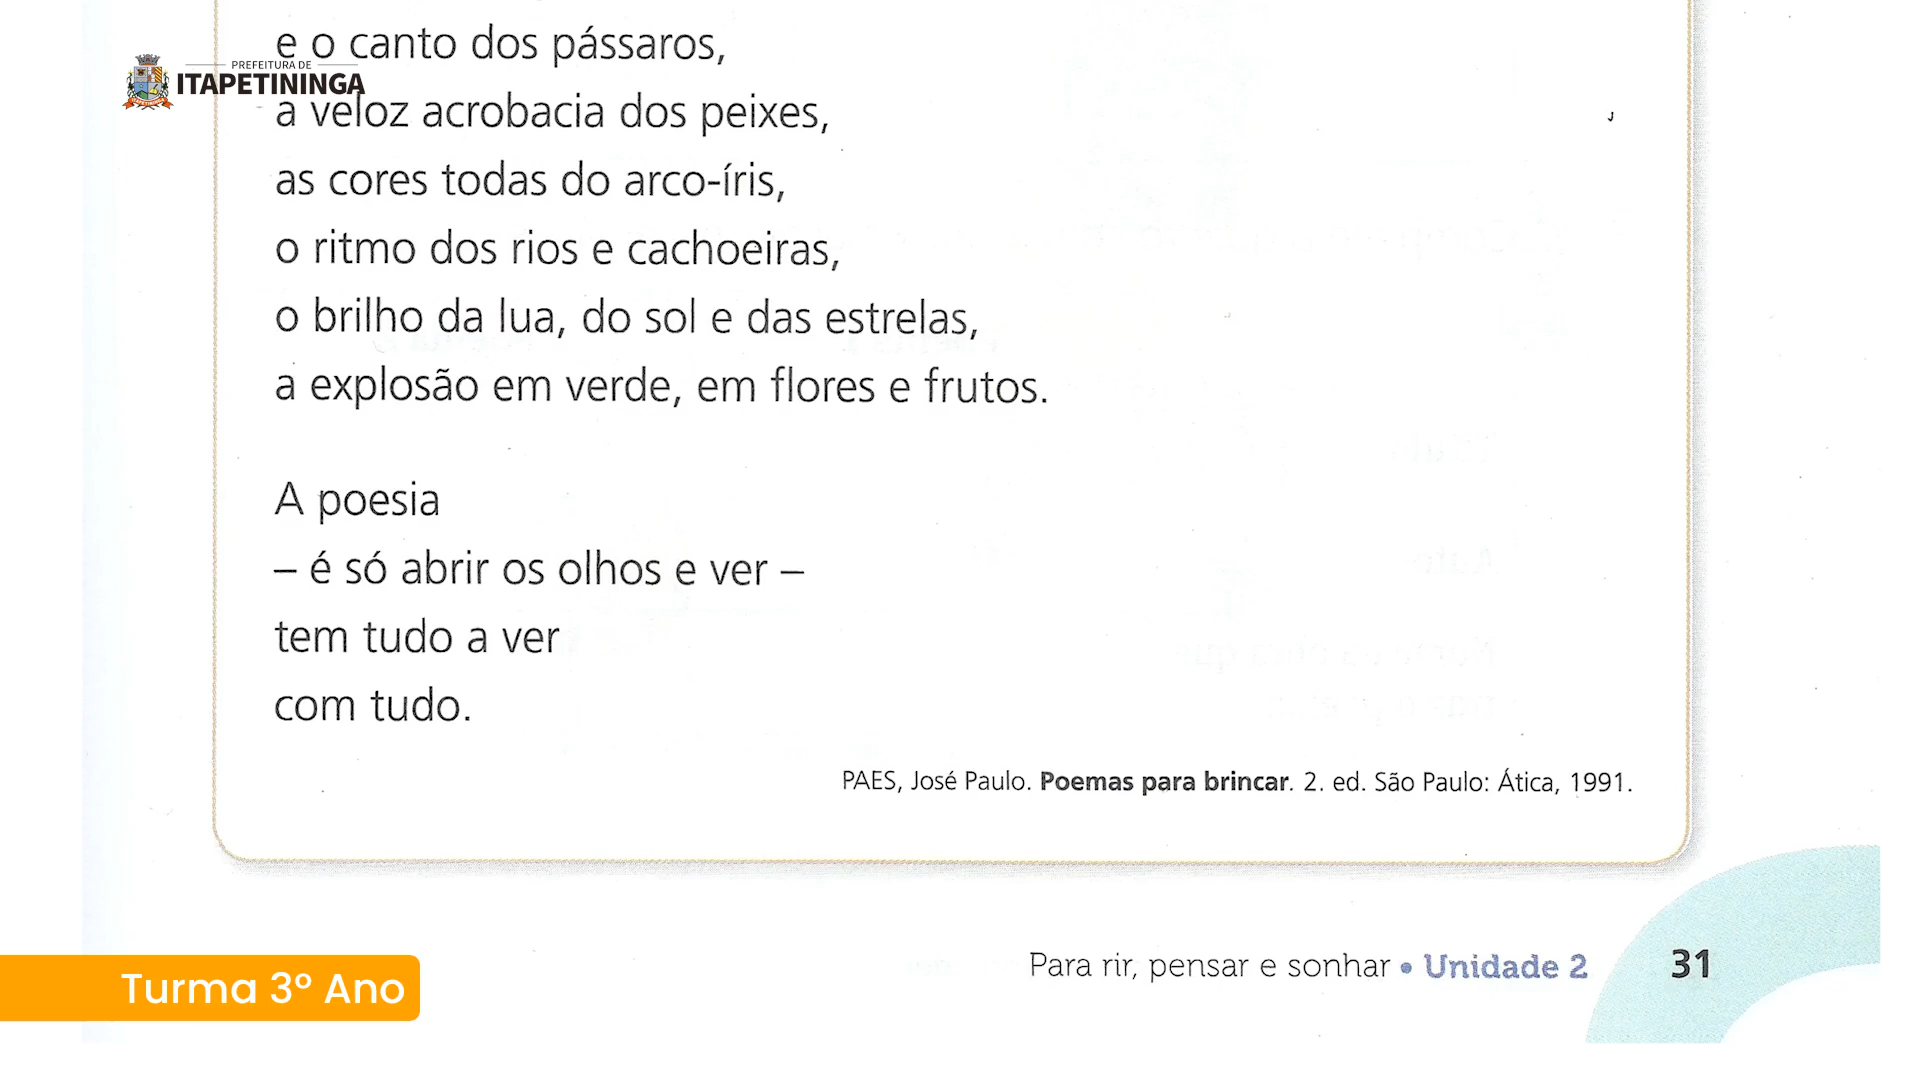 e o canto dos pássaros,
PREFEITURA DE
ITAPETININGA
a veloz acrobacia dos peixes,
as cores todas do arco-íris,
o ritmo dos rios e cachoeiras,
o brilho da lua, do sol e das estrelas,
a explosão em verde, em flores e frutos.
A poesia
– é só abrir os olhos e ver –
tem tudo a ver
com tudo.
PAES, José Paulo. Poemas para brincar. 2. ed. São Paulo: Ática, 1991.
Para rir, pensar e sonhar • Unidade 2 31
Turma 3º Ano